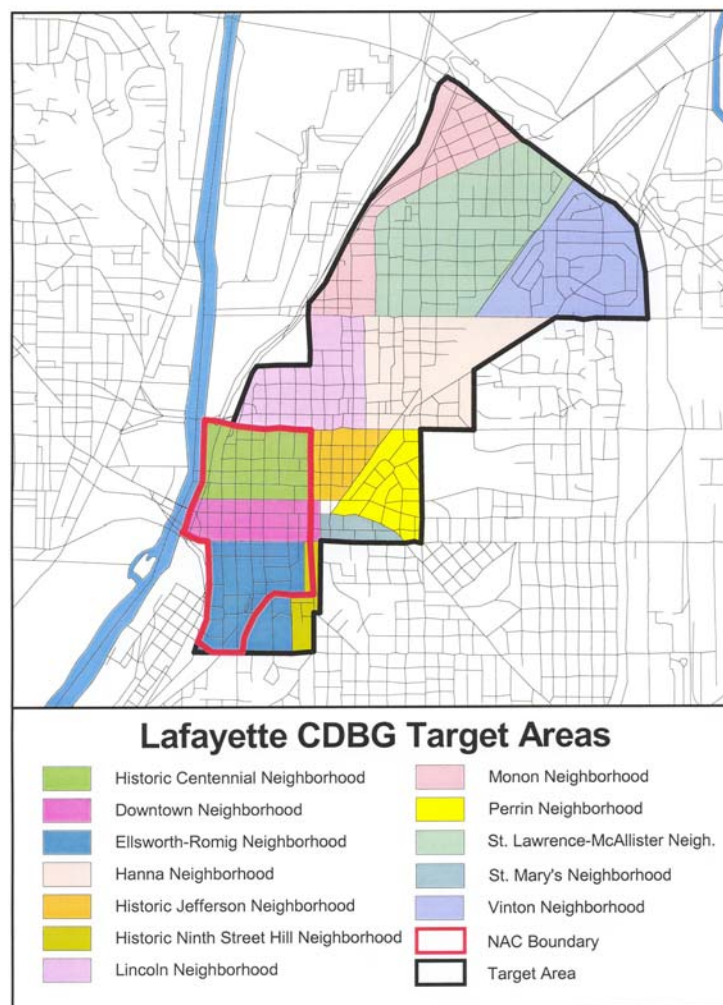 Lafayette CDBG Target Areas
Historic Centennial Neighborhood
Downtown Neighborhood
Ellsworth-Romig Neighborhood
Hanna Neighborhood
Historic Jefferson Neighborhood
Historic Ninth Street Hill Neighborhood
Lincoln Neighborhood
Monon Neighborhood
Perrin Neighborhood
St. Lawrence-McAllister Neigh.
St. Mary's Neighborhood
Vinton Neighborhood
NAC Boundary
Target Area